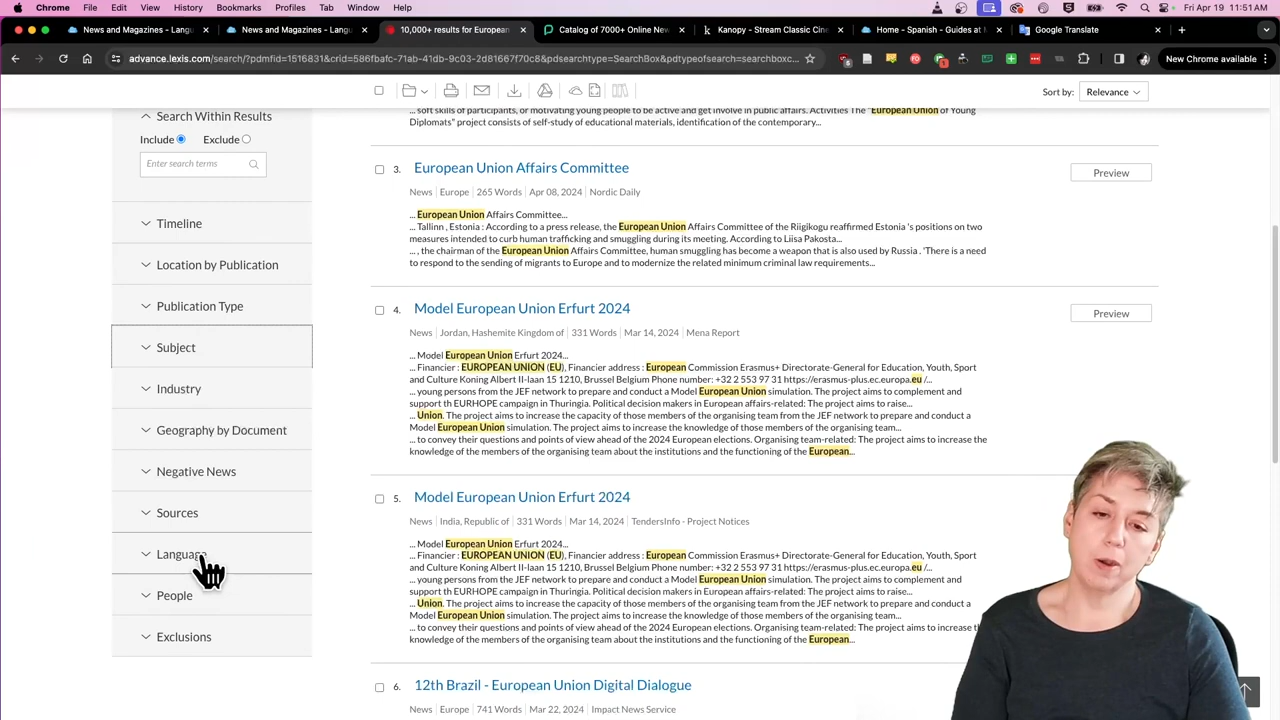 Chrome File Edit View History Bookmarks Profiles Tab Window Help
Fri Apr 19 11:51 AM
News and Magazines - Langu
News and Magazines - Langu
10,000+ results for European
Catalog of 7000+ Online New
Kanopy - Stream Classic Cine
Home - Spanish - Guides at
Google Translate
advance.lexis.com/search/?pdmfid=1516831&crid=586fbafc-71ab-41db-9c03-2d81667f70c8&pdsearchtype=SearchBox&pdtypeofsearch=searchboxc...
New Chrome available
Sort by: Relevance
Search Within Results
Include Exclude
Enter search terms
Timeline
Location by Publication
Publication Type
Subject
Industry
Geography by Document
Negative News
Sources
Language
People
Exclusions
... soft skills of participants, or motivating young people to be active and get involve in public affairs. Activities The "European Union of Young
Diplomats" project consists of self-study of educational materials, identification of the contemporary...
3. European Union Affairs Committee
Preview
News | Europe | 265 Words | Apr 08, 2024 | Nordic Daily
... European Union Affairs Committee...
... Tallinn , Estonia : According to a press release, the European Union Affairs Committee of the Riigikogu reaffirmed Estonia 's positions on two
measures intended to curb human trafficking and smuggling during its meeting. According to Liisa Pakosta...
... , the chairman of the European Union Affairs Committee, human smuggling has become a weapon that is also used by Russia . 'There is a need
to respond to the sending of migrants to Europe and to modernize the related minimum criminal law requirements...
4. Model European Union Erfurt 2024
Preview
News | Jordan, Hashemite Kingdom of | 331 Words | Mar 14, 2024 | Mena Report
... Model European Union Erfurt 2024...
... Financier : EUROPEAN UNION (EU), Financier address : European Commission Erasmus+ Directorate-General for Education, Youth, Sport
and Culture Koning Albert II-laan 15 1210, Brussel Belgium Phone number: +32 2 553 97 31 https://erasmus-plus.ec.europa.eu /...
... young persons from the JEF network to prepare and conduct a Model European Union simulation. The project aims to complement and
support th EURHOPE campaign in Thuringia. Political decision makers in European affairs-related: The project aims to raise...
... Union. The project aims to increase the capacity of those members of the organising team from the JEF network to prepare and conduct a
Model European Union simulation. The project aims to increase the knowledge of those members of the organising team...
... to convey their questions and points of view ahead of the 2024 European elections. Organising team-related: The project aims to increase the
knowledge of the members of the organising team about the institutions and the functioning of the European...
5. Model European Union Erfurt 2024
News | India, Republic of | 331 Words | Mar 14, 2024 | TendersInfo - Project Notices
... Model European Union Erfurt 2024...
... Financier : EUROPEAN UNION (EU), Financier address : European Commission Erasmus+ Directorate-General for Education, Youth, Sport
and Culture Koning Albert II-laan 15 1210, Brussel Belgium Phone number: +32 2 553 97 31 https://erasmus-plus.ec.europa.eu /...
... young persons from the JEF network to prepare and conduct a Model European Union simulation. The project aims to complement and
support th EURHOPE campaign in Thuringia. Political decision makers in European affairs-related: The project aims to raise...
... Union. The project aims to increase the capacity of those members of the organising team from the JEF network to prepare and conduct a
Model European Union simulation. The project aims to increase the knowledge of those members of the organising team...
... to convey their questions and points of view ahead of the 2024 European elections. Organising team-related: The project aims to increase th
knowledge of the members of the organising team about the institutions and the functioning of the European...
6. 12th Brazil - European Union Digital Dialogue
News | Europe | 741 Words | Mar 22, 2024 | Impact News Service